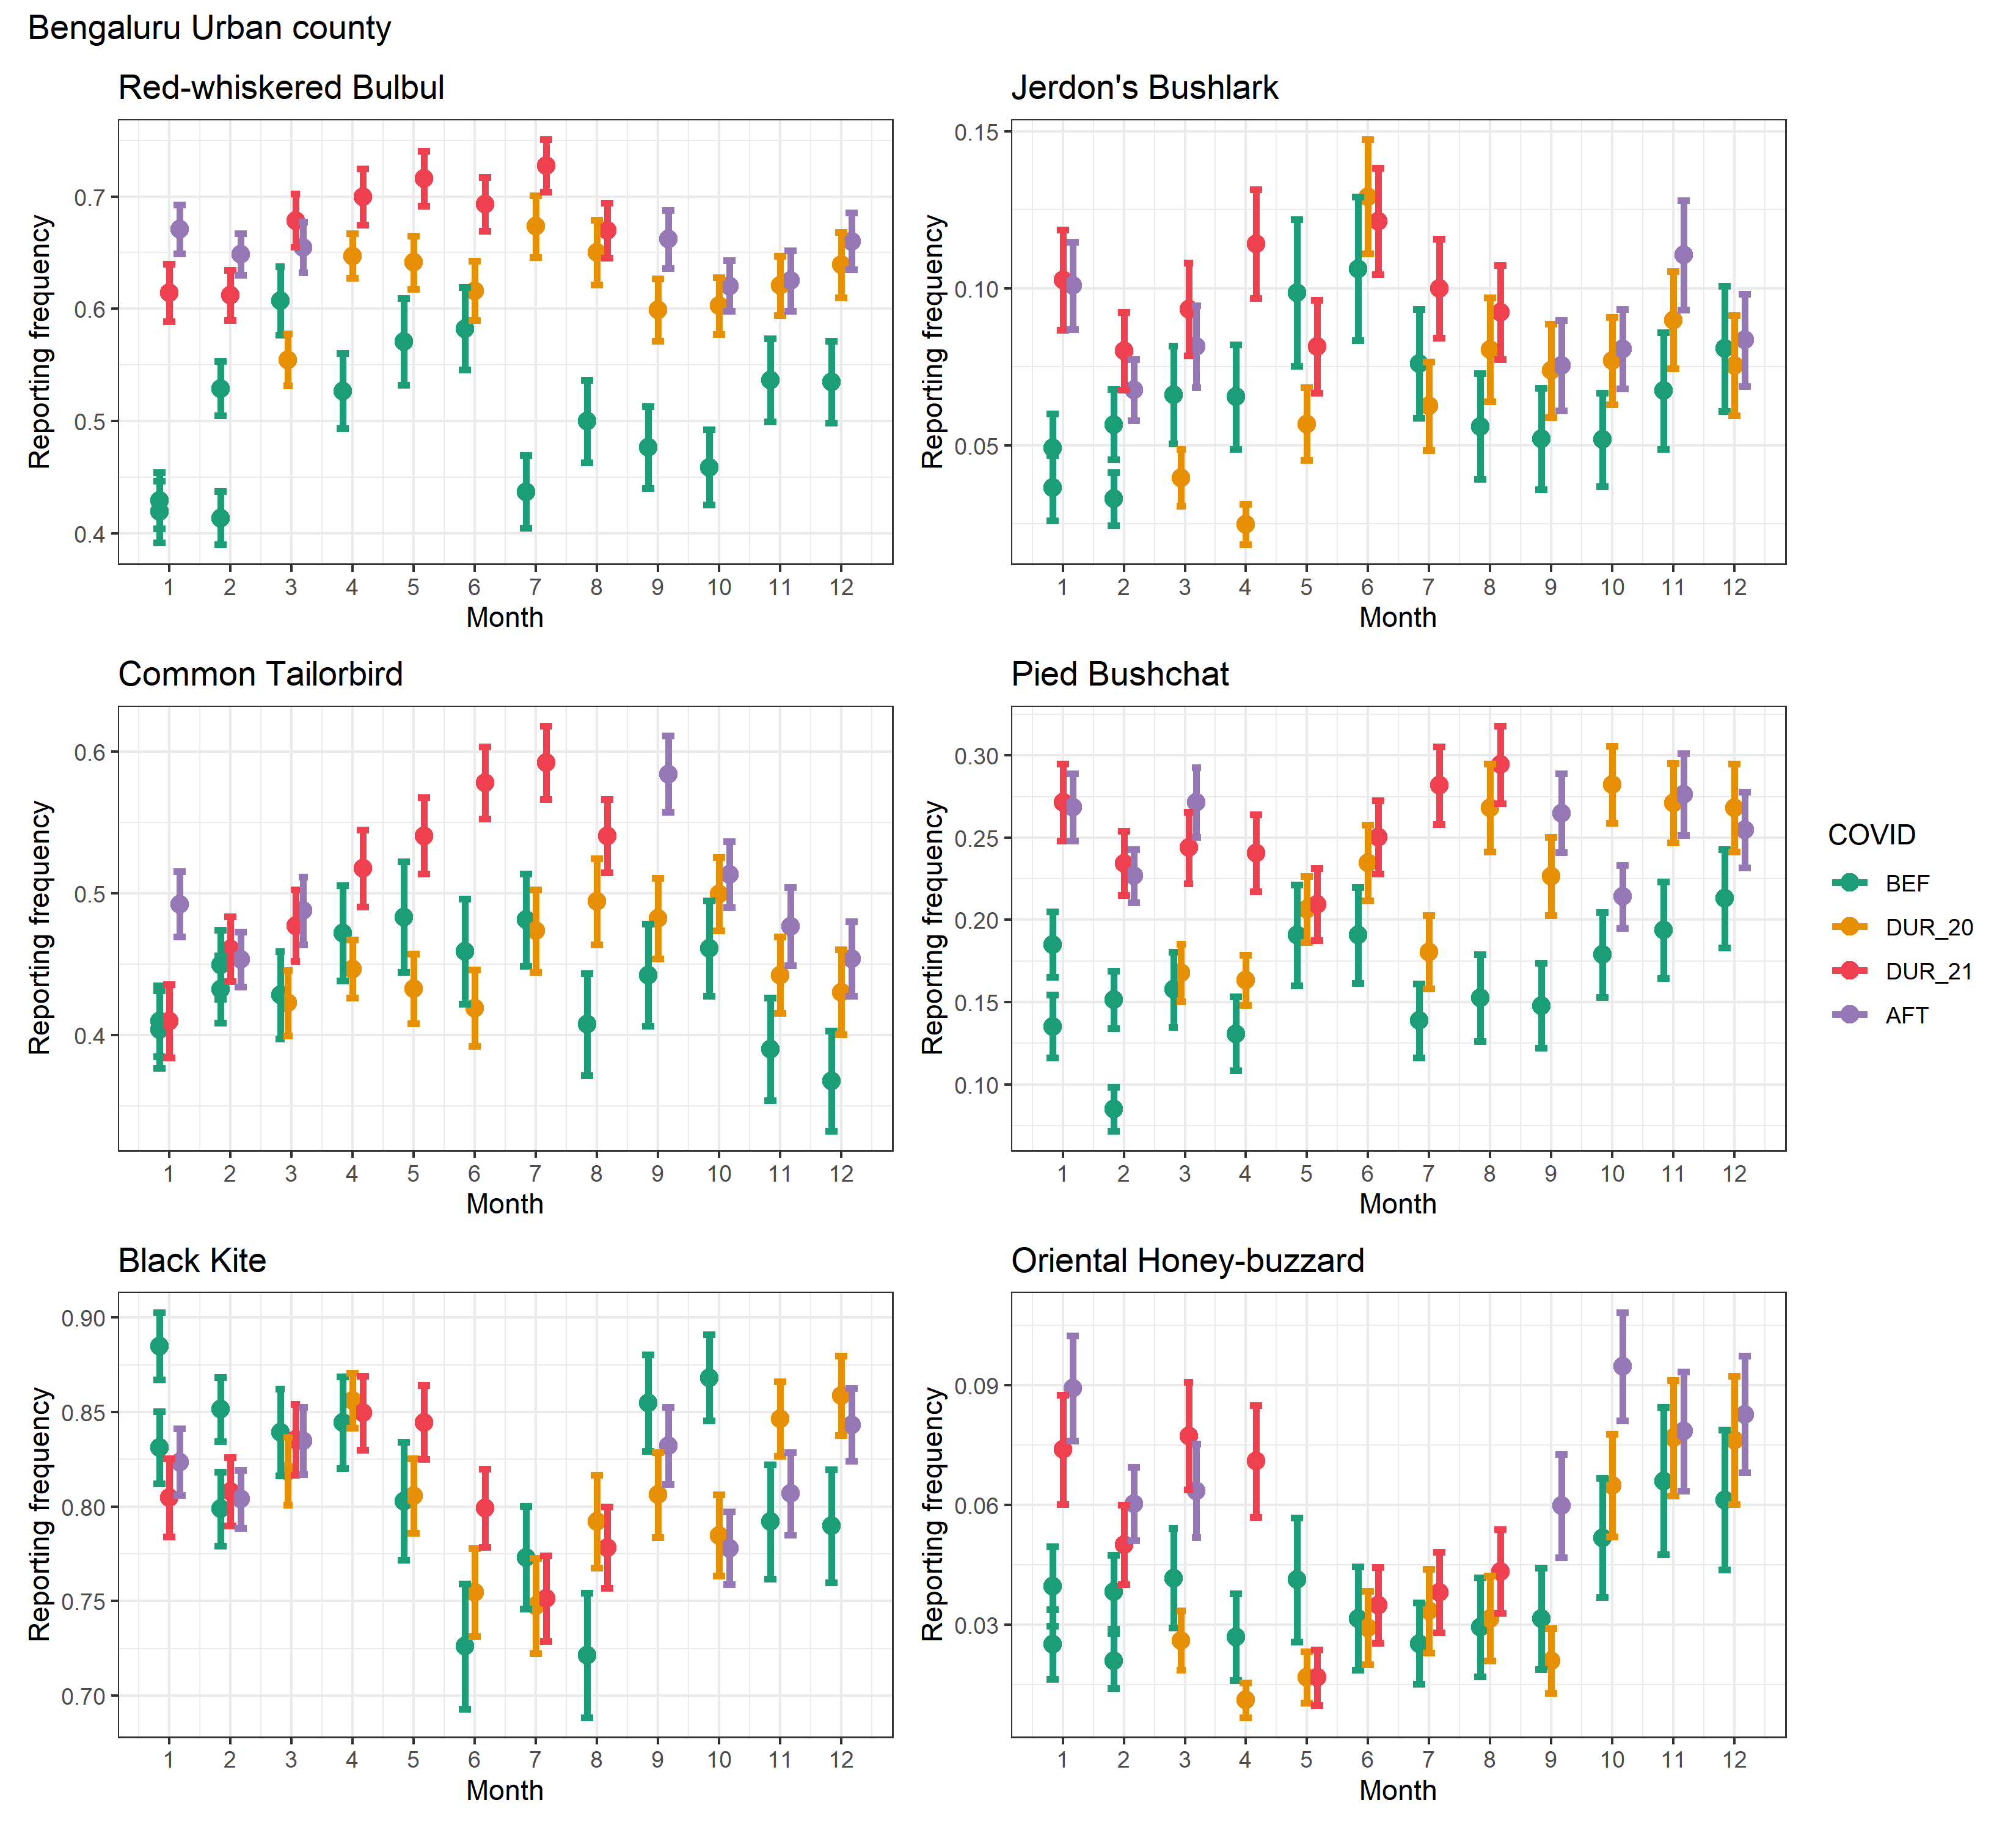 Bengaluru Urban county
Red-whiskered Bulbul
Reporting frequency
0.7
0.6
0.5
0.4
1 2 3 4 5 6 7 8 9 10 11 12
Month
Jerdon's Bushlark
Reporting frequency
0.15
0.10
0.05
1 2 3 4 5 6 7 8 9 10 11 12
Month
Common Tailorbird
Reporting frequency
0.6
0.5
0.4
1 2 3 4 5 6 7 8 9 10 11 12
Month
Pied Bushchat
Reporting frequency
0.30
0.25
0.20
0.15
0.10
1 2 3 4 5 6 7 8 9 10 11 12
Month
COVID
BEF
DUR_20
DUR_21
AFT
Black Kite
Reporting frequency
0.90
0.85
0.80
0.75
0.70
1 2 3 4 5 6 7 8 9 10 11 12
Month
Oriental Honey-buzzard
Reporting frequency
0.09
0.06
0.03
1 2 3 4 5 6 7 8 9 10 11 12
Month